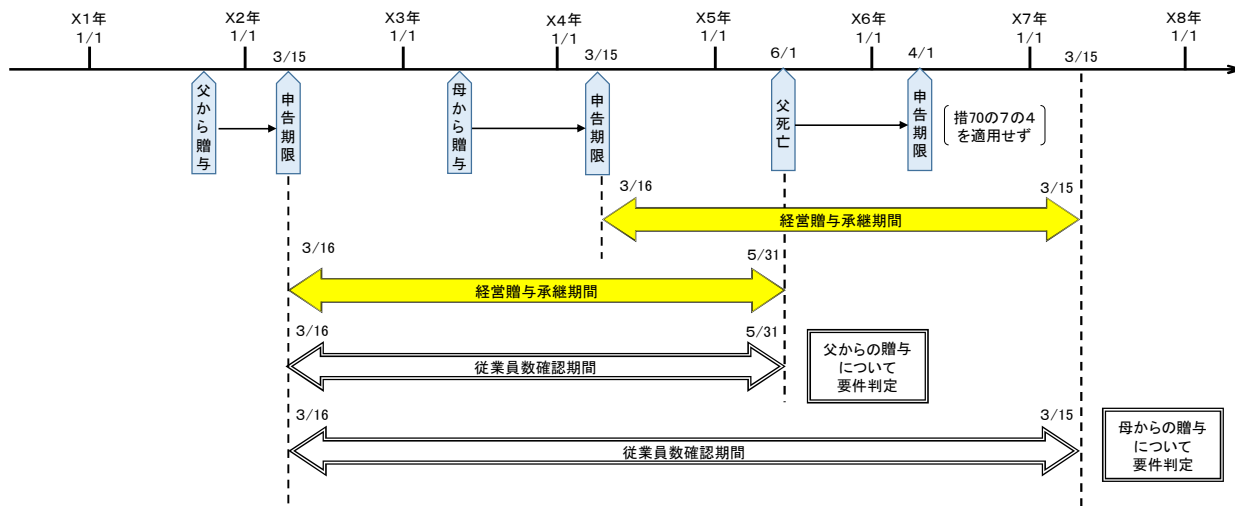 X1年
1/1
X2年
1/1
X3年
1/1
X4年
1/1
X5年
1/1
X6年
1/1
X7年
1/1
X8年
1/1
3/15
3/15
6/1
4/1
3/15
父から贈与
申告期限
母から贈与
申告期限
父死亡
申告期限
措70の7の4
を適用せず
3/16
3/15
経営贈与承継期間
3/16
5/31
経営贈与承継期間
3/16
5/31
従業員数確認期間
父からの贈与
について
要件判定
3/16
3/15
従業員数確認期間
母からの贈与
について
要件判定